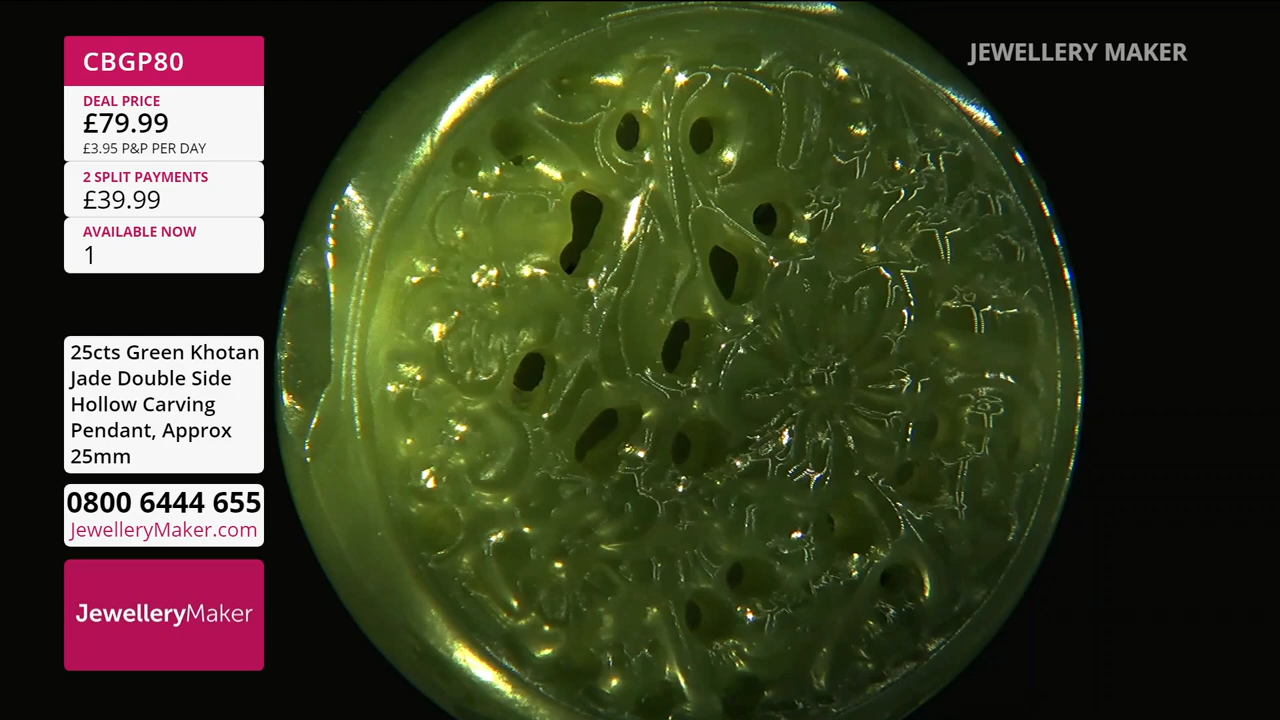 CBGP80
DEAL PRICE
£79.99
£3.95 P&P PER DAY
2 SPLIT PAYMENTS
£39.99
AVAILABLE NOW
1
25cts Green Khotan
Jade Double Side
Hollow Carving
Pendant, Approx
25mm
0800 6444 655
JewelleryMaker.com
JewelleryMaker
JEWELLERY MAKER